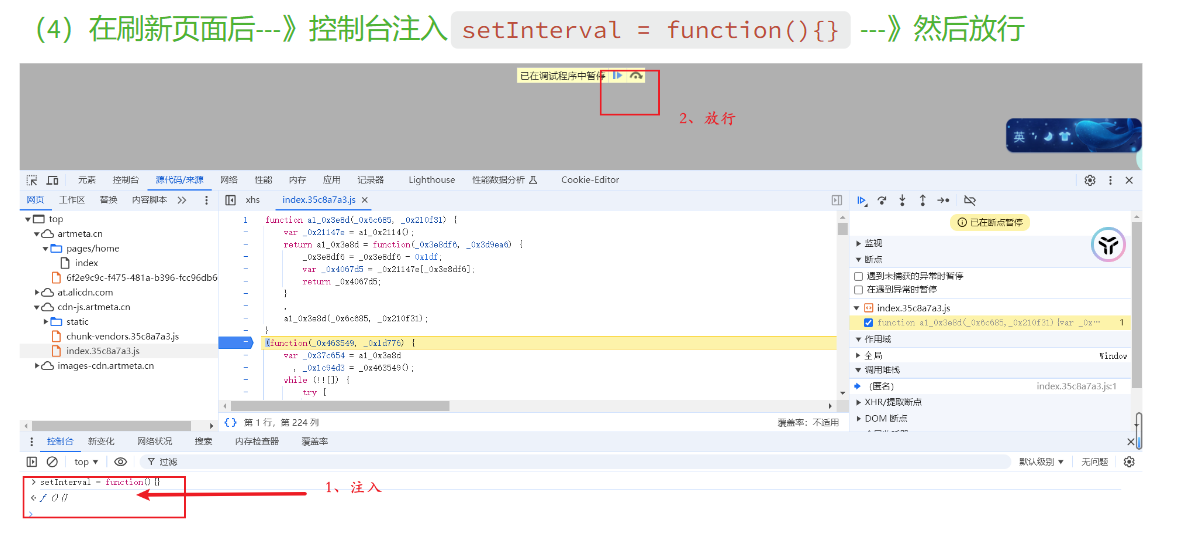 （4）在刷新页面后---》控制台注入 setInterval = function(){} ---》然后放行
已在调试程序中暂停
2、放行
英
元素 控制台 源代码/来源 网络 性能 内存 应用 记录器 Lighthouse 性能数据分析 Cookie-Editor
网页 工作区 替换 内容脚本 xhs index.35c8a7a3.js
top
artmeta.cn
pages/home
index
6f2e9c9c-f475-481a-b396-fcc96db6
at.alicdn.com
cdn-js.artmeta.cn
static
chunk-vendors.35c8a7a3.js
index.35c8a7a3.js
images-cdn.artmeta.cn
1 function a1_0x3e8d(_0x6c685, _0x210f31) {
- var _0x21147e = a1_0x2114();
- return a1_0x3e8d = function(_0x3e8df6, _0x3d9ea6) {
- _0x3e8df6 = _0x3e8df6 - 0x1df;
- var _0x4067d5 = _0x21147e[_0x3e8df6];
- return _0x4067d5;
- }
- ,
- a1_0x3e8d(_0x6c685, _0x210f31);
- }
- (function(_0x463549, _0x1d776) {
- var _0x37c654 = a1_0x3e8d
- , _0x1c94d3 = _0x463549();
- while (!![]) {
- try {
{} 第 1 行，第 224 列 覆盖率：不适用
已在断点暂停
监视
断点
遇到未捕获的异常时暂停
在遇到异常时暂停
index.35c8a7a3.js
function a1_0x3e8d(_0x6c685,_0x210f31){var _0x… 1
作用域
全局 Window
调用堆栈
(匿名) index.35c8a7a3.js:1
XHR/提取断点
DOM 断点
控制台 新变化 网络状况 搜索 内存检查器 覆盖率
top 过滤 默认级别 无问题
> setInterval = function(){}
ƒ (){}
>
1、注入